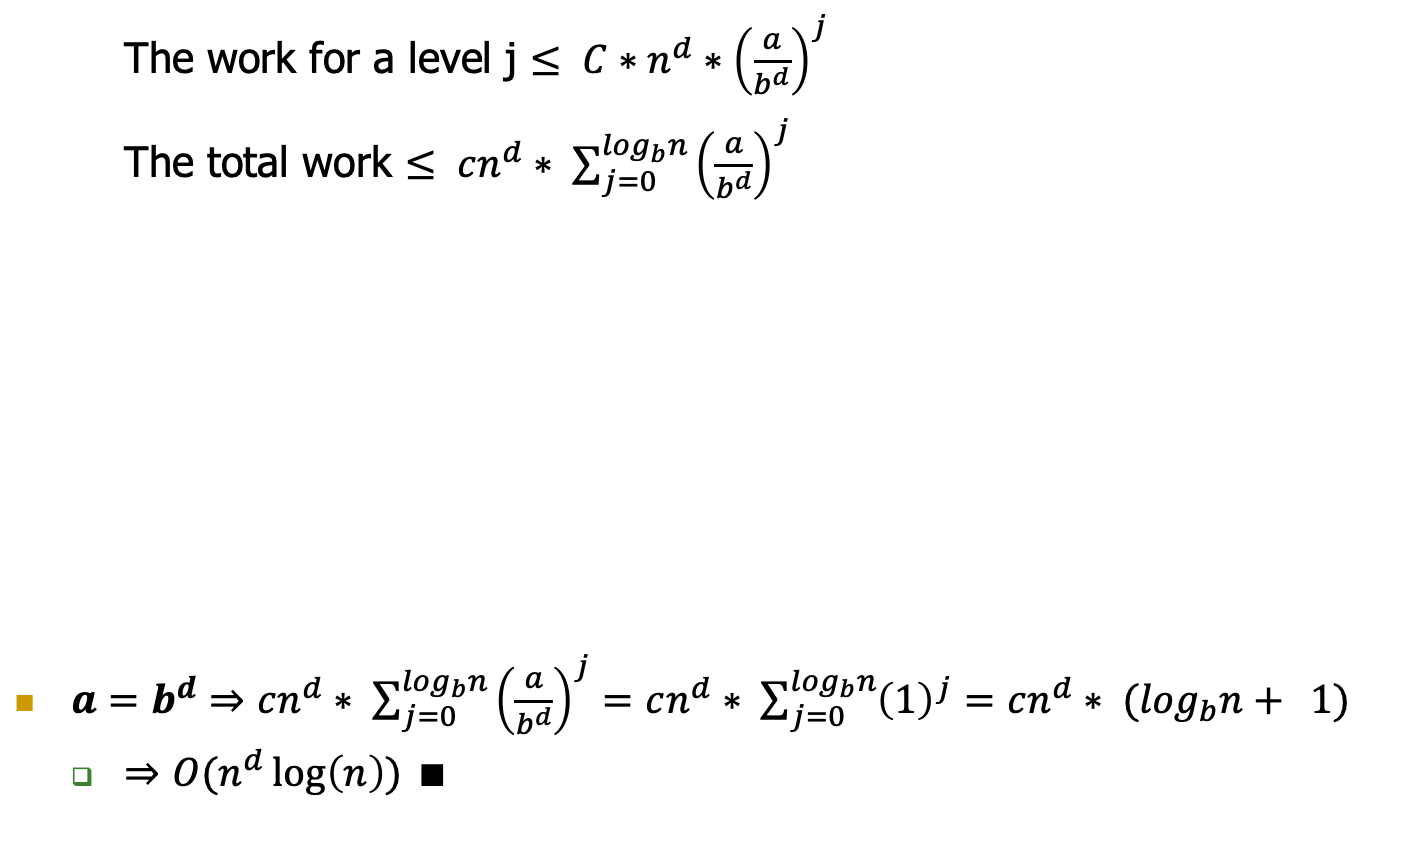 The work for a level j ≤ C * n^d * (a/b^d)^j
The total work ≤ cn^d * ∑_{j=0}^{log_b n} (a/b^d)^j
■ a = b^d ⇒ cn^d * ∑_{j=0}^{log_b n} (a/b^d)^j = cn^d * ∑_{j=0}^{log_b n} (1)^j = cn^d * (log_b n + 1)
❑ ⇒ O(n^d log(n)) ■